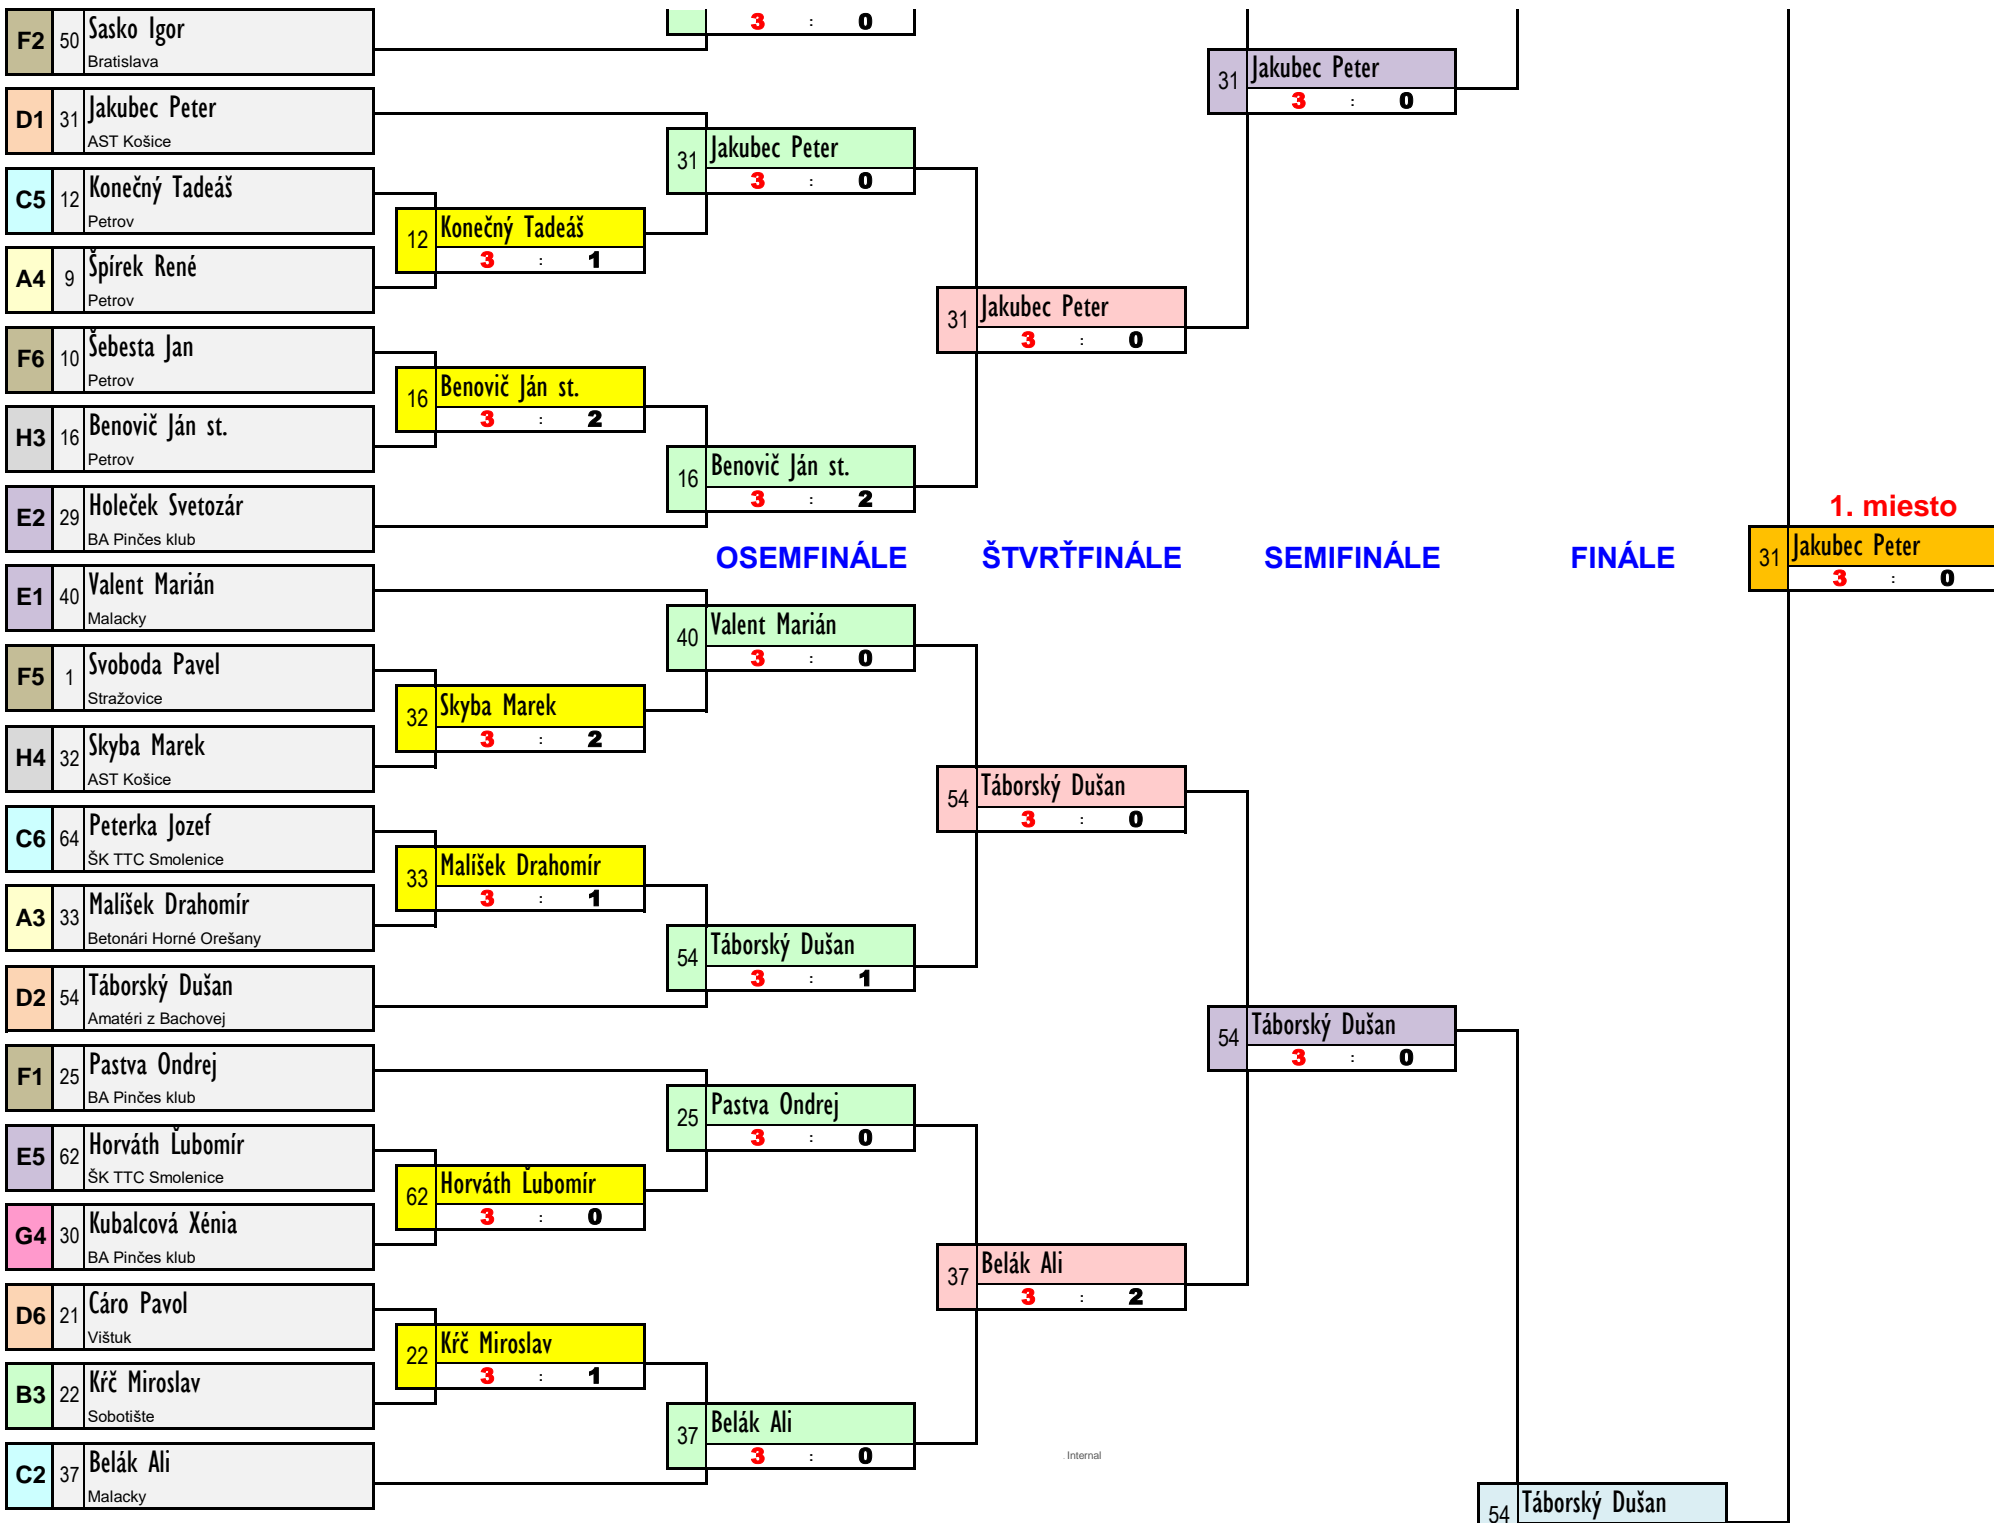 F2 50 Sasko Igor
Bratislava
3 : 0
31 Jakubec Peter
3 : 0
D1 31 Jakubec Peter
AST Košice
31 Jakubec Peter
3 : 0
C5 12 Konečný Tadeáš
Petrov
12 Konečný Tadeáš
3 : 1
A4 9 Špírek René
Petrov
31 Jakubec Peter
3 : 0
F6 10 Šebesta Jan
Petrov
16 Benovič Ján st.
3 : 2
H3 16 Benovič Ján st.
Petrov
16 Benovič Ján st.
3 : 2
E2 29 Holeček Svetozár
BA Pinčes klub
1. miesto
31 Jakubec Peter
3 : 0
OSEMFINÁLE ŠTVRŤFINÁLE SEMIFINÁLE FINÁLE
E1 40 Valent Marián
Malacky
40 Valent Marián
3 : 0
F5 1 Svoboda Pavel
Stražovice
32 Skyba Marek
3 : 2
H4 32 Skyba Marek
AST Košice
54 Táborský Dušan
3 : 0
C6 64 Peterka Jozef
ŠK TTC Smolenice
33 Malíšek Drahomír
3 : 1
A3 33 Malíšek Drahomír
Betonári Horné Orešany
54 Táborský Dušan
3 : 1
D2 54 Táborský Dušan
Amatéri z Bachovej
54 Táborský Dušan
3 : 0
F1 25 Pastva Ondrej
BA Pinčes klub
25 Pastva Ondrej
3 : 0
E5 62 Horváth Ľubomír
ŠK TTC Smolenice
62 Horváth Ľubomír
3 : 0
G4 30 Kubalcová Xénia
BA Pinčes klub
37 Belák Ali
3 : 2
D6 21 Cáro Pavol
Vištuk
22 Kŕč Miroslav
3 : 1
B3 22 Kŕč Miroslav
Sobotište
37 Belák Ali
3 : 0
Internal
C2 37 Belák Ali
Malacky
54 Táborský Dušan